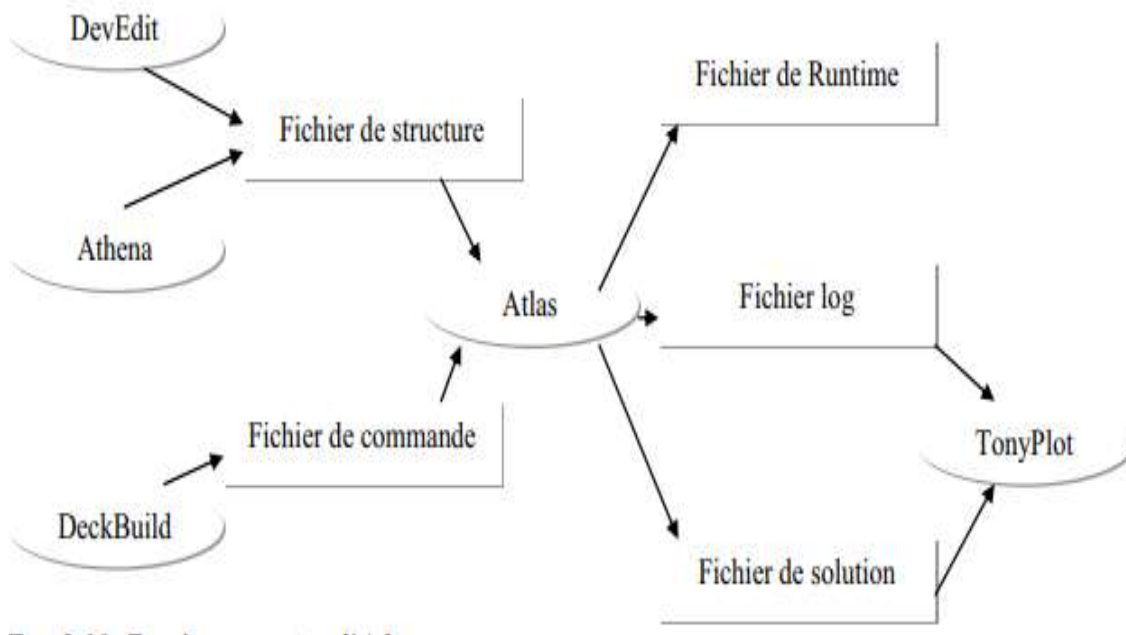 DevEdit
Fichier de Runtime
Fichier de structure
Athena
Atlas
Fichier log
Fichier de commande
TonyPlot
DeckBuild
Fichier de solution